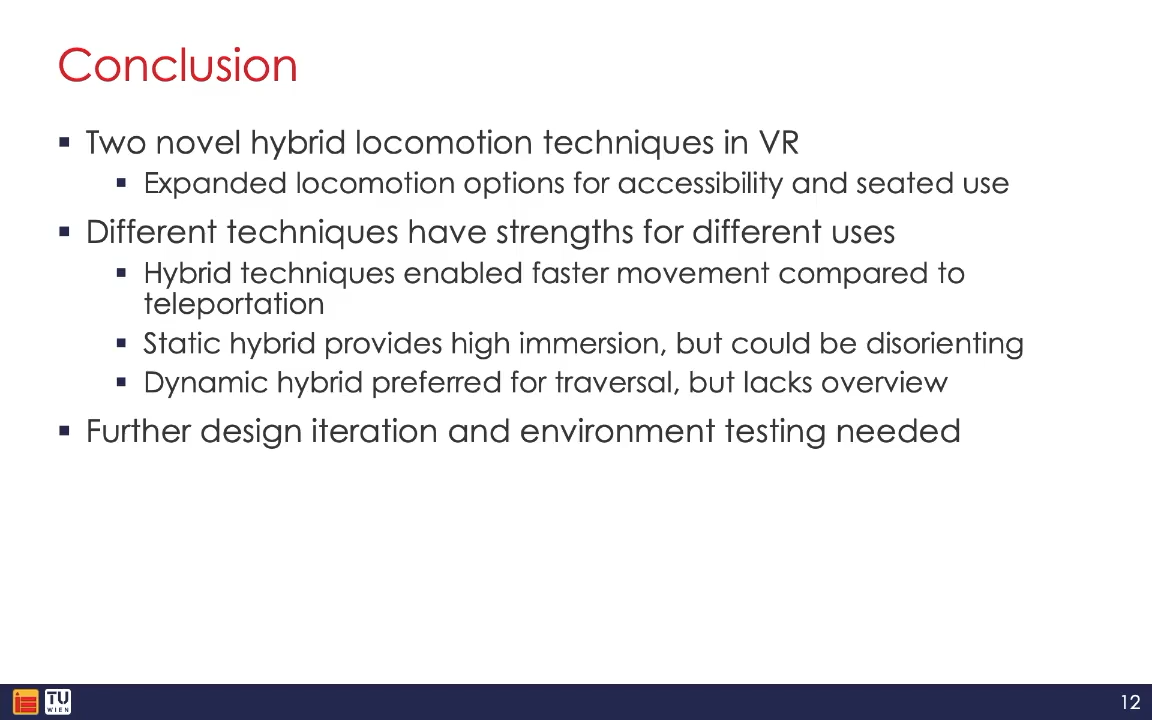 Conclusion
▪ Two novel hybrid locomotion techniques in VR
▪ Expanded locomotion options for accessibility and seated use
▪ Different techniques have strengths for different uses
▪ Hybrid techniques enabled faster movement compared to
teleportation
▪ Static hybrid provides high immersion, but could be disorienting
▪ Dynamic hybrid preferred for traversal, but lacks overview
▪ Further design iteration and environment testing needed
TU
WIEN
12